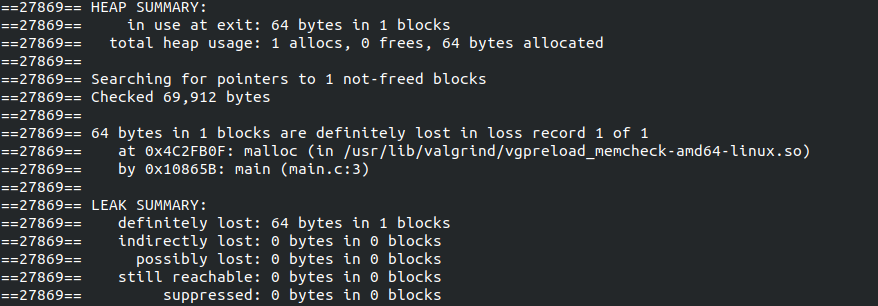 ==27869== HEAP SUMMARY:
==27869==     in use at exit: 64 bytes in 1 blocks
==27869==   total heap usage: 1 allocs, 0 frees, 64 bytes allocated
==27869==
==27869== Searching for pointers to 1 not-freed blocks
==27869== Checked 69,912 bytes
==27869==
==27869== 64 bytes in 1 blocks are definitely lost in loss record 1 of 1
==27869==    at 0x4C2FB0F: malloc (in /usr/lib/valgrind/vgpreload_memcheck-amd64-linux.so)
==27869==    by 0x10865B: main (main.c:3)
==27869==
==27869== LEAK SUMMARY:
==27869==    definitely lost: 64 bytes in 1 blocks
==27869==    indirectly lost: 0 bytes in 0 blocks
==27869==      possibly lost: 0 bytes in 0 blocks
==27869==    still reachable: 0 bytes in 0 blocks
==27869==         suppressed: 0 bytes in 0 blocks